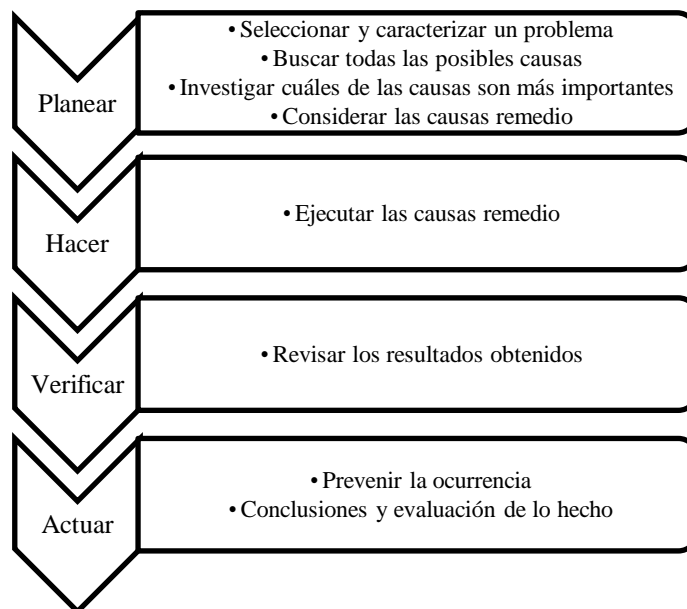 Planear
• Seleccionar y caracterizar un problema
• Buscar todas las posibles causas
• Investigar cuáles de las causas son más importantes
• Considerar las causas remedio
Hacer
• Ejecutar las causas remedio
Verificar
• Revisar los resultados obtenidos
Actuar
• Prevenir la ocurrencia
• Conclusiones y evaluación de lo hecho